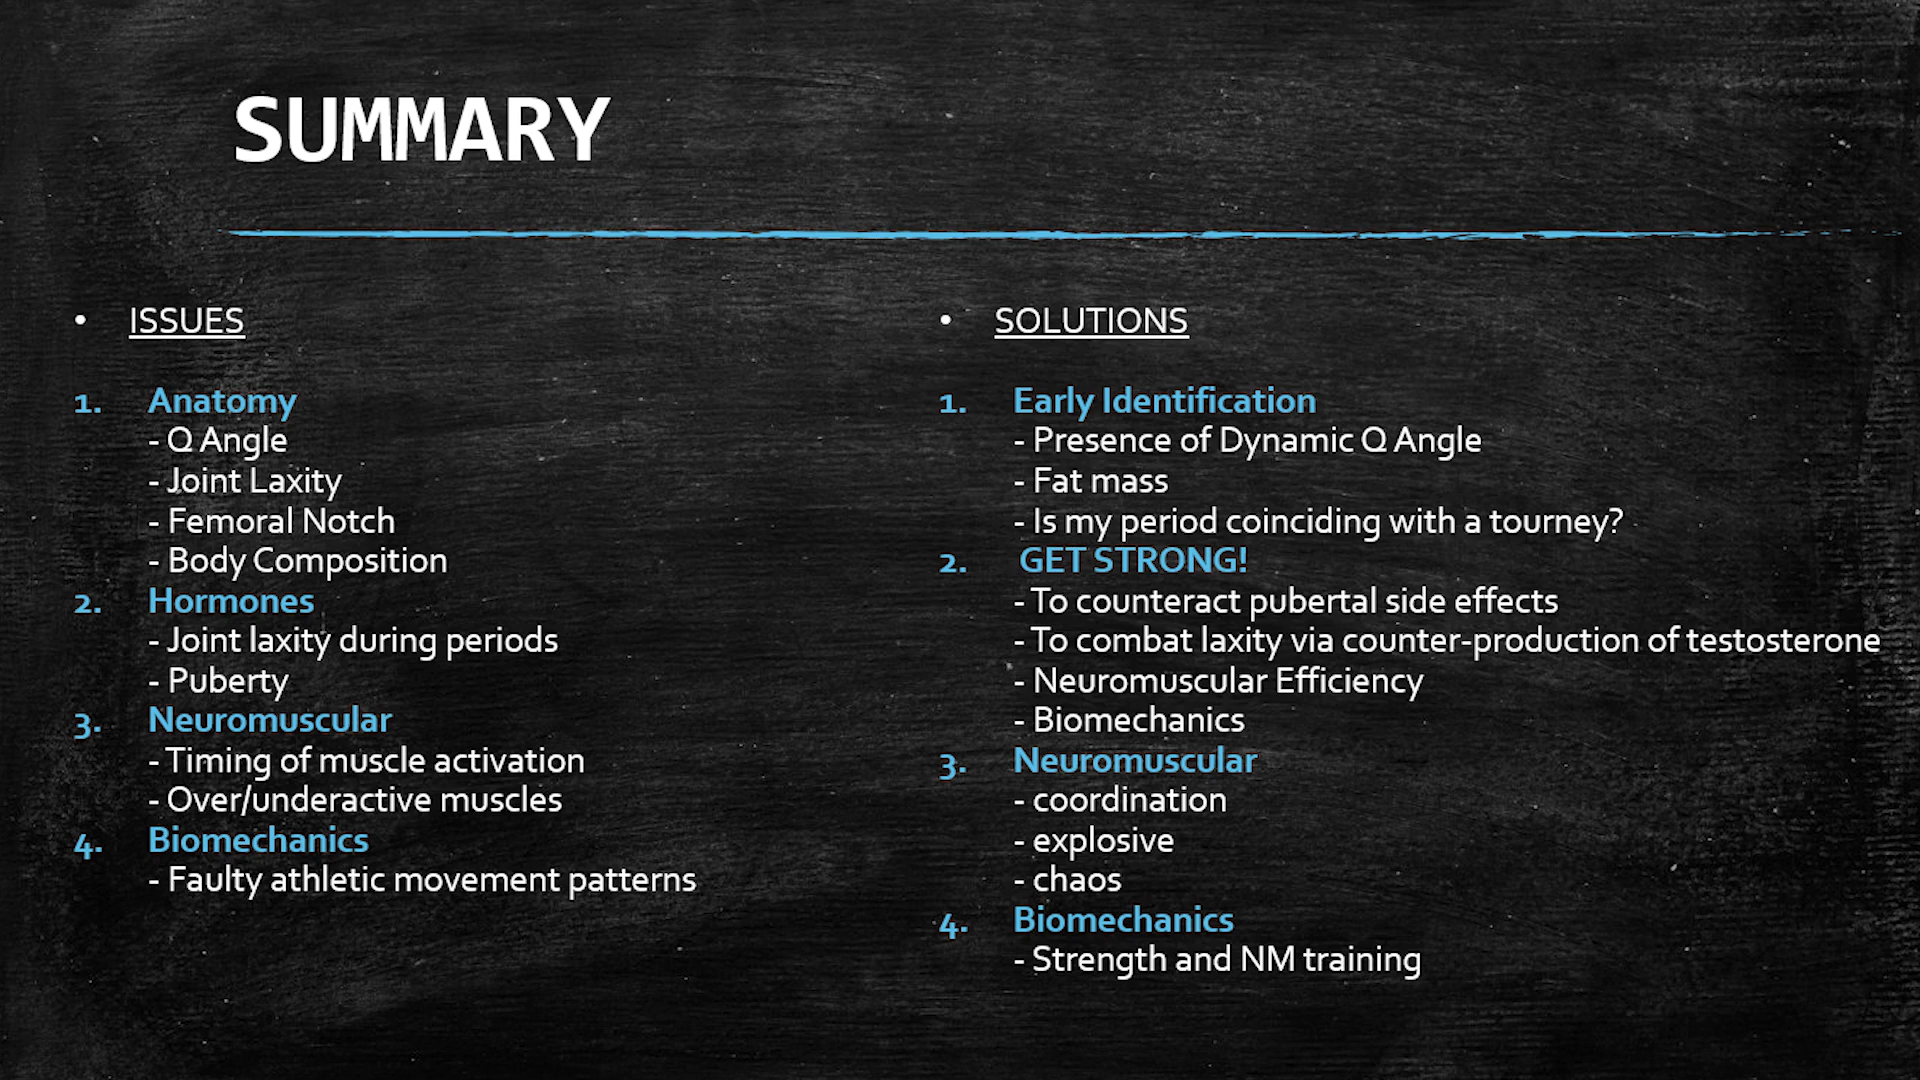 SUMMARY
• ISSUES
1. Anatomy
- Q Angle
- Joint Laxity
- Femoral Notch
- Body Composition
2. Hormones
- Joint laxity during periods
- Puberty
3. Neuromuscular
- Timing of muscle activation
- Over/underactive muscles
4. Biomechanics
- Faulty athletic movement patterns
• SOLUTIONS
1. Early Identification
- Presence of Dynamic Q Angle
- Fat mass
- Is my period coinciding with a tourney?
2. GET STRONG!
- To counteract pubertal side effects
- To combat laxity via counter-production of testosterone
- Neuromuscular Efficiency
- Biomechanics
3. Neuromuscular
- coordination
- explosive
- chaos
4. Biomechanics
- Strength and NM training